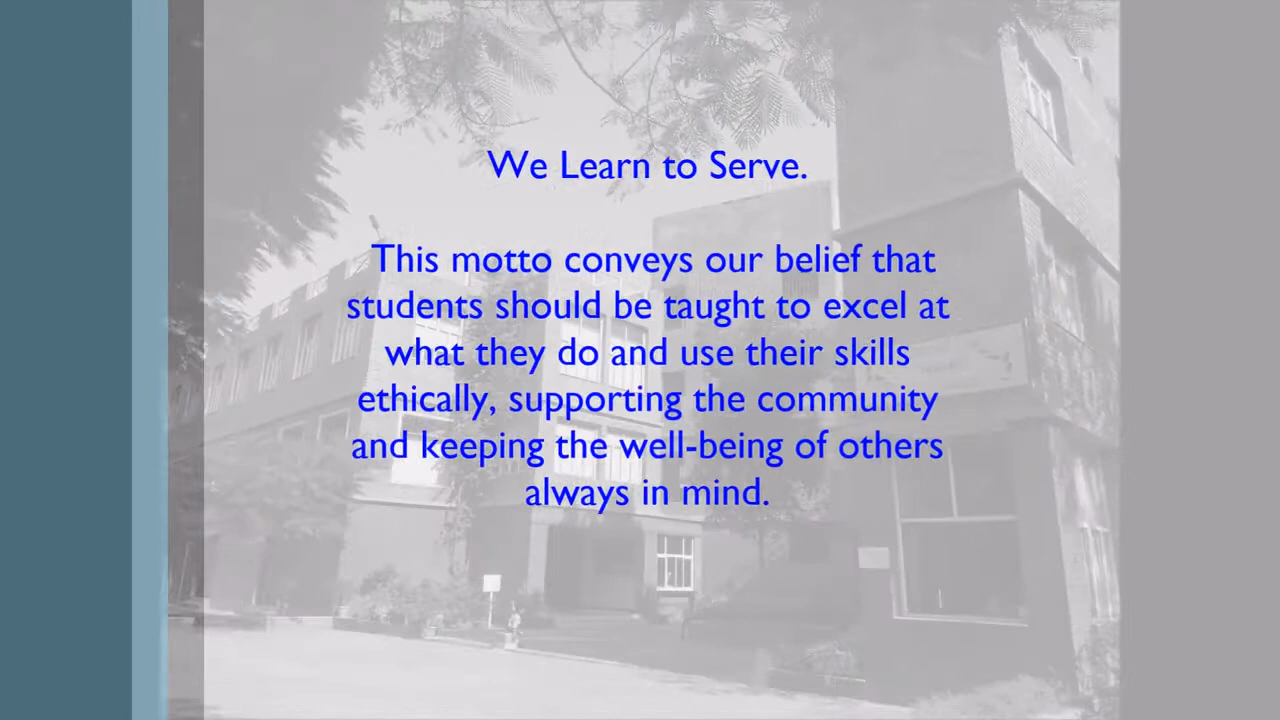 We Learn to Serve.
This motto conveys our belief that
students should be taught to excel at
what they do and use their skills
ethically, supporting the community
and keeping the well-being of others
always in mind.